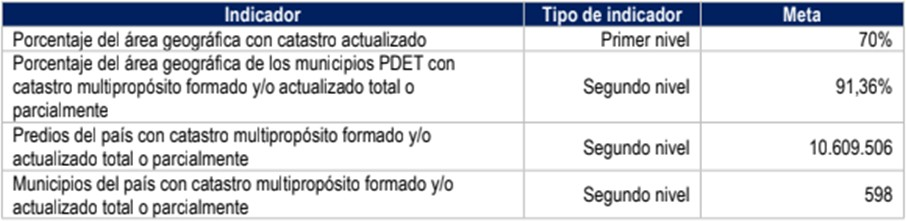 Indicador Tipo de indicador Meta
Porcentaje del área geográfica con catastro actualizado Primer nivel 70%
Porcentaje del área geográfica de los municipios PDET con
catastro multipropósito formado y/o actualizado total o
parcialmente
Segundo nivel 91,36%
Predios del país con catastro multipropósito formado y/o
actualizado total o parcialmente
Segundo nivel 10.609.506
Municipios del país con catastro multipropósito formado y/o
actualizado total o parcialmente
Segundo nivel 598